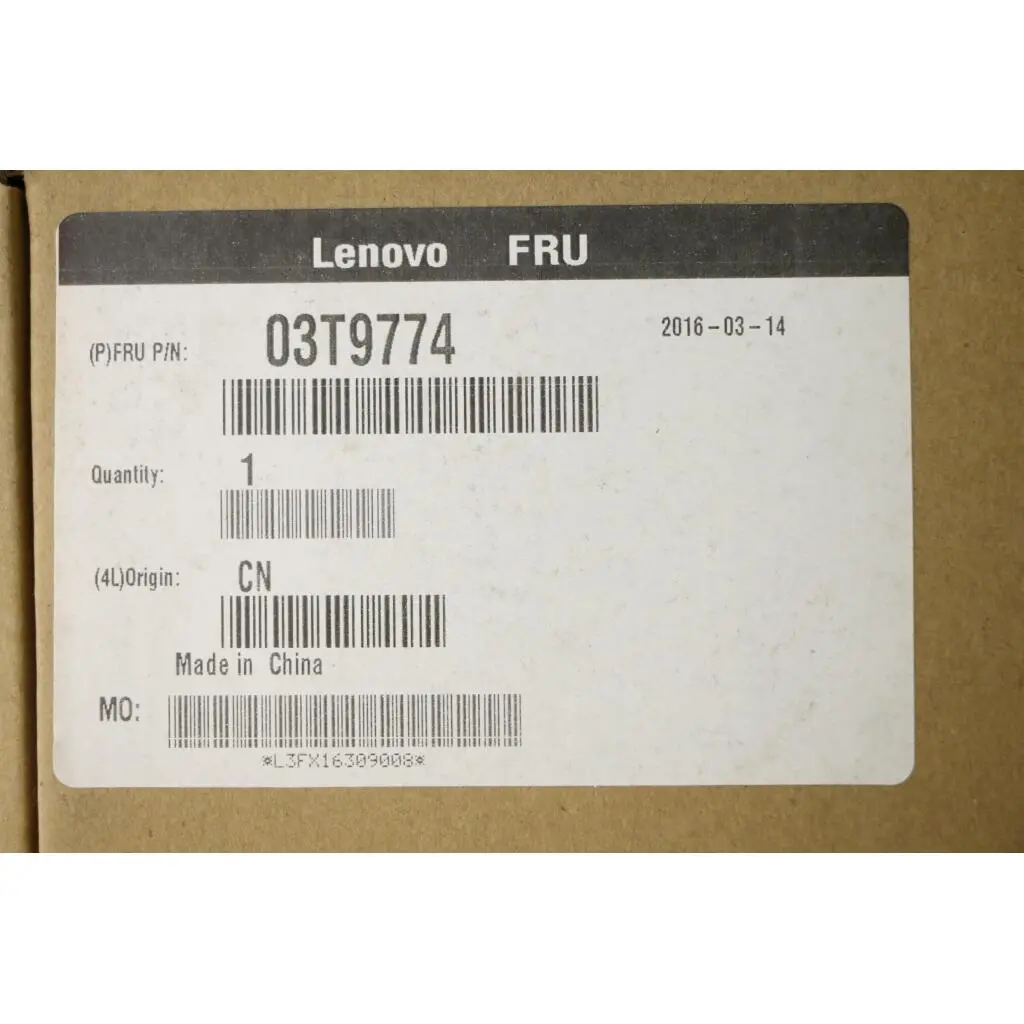 Lenovo FRU
(P)FRU P/N: 03T9774 2016-03-14
Quantity: 1
(4L)Origin: CN
Made in China
MO:
*L3FX16309008*